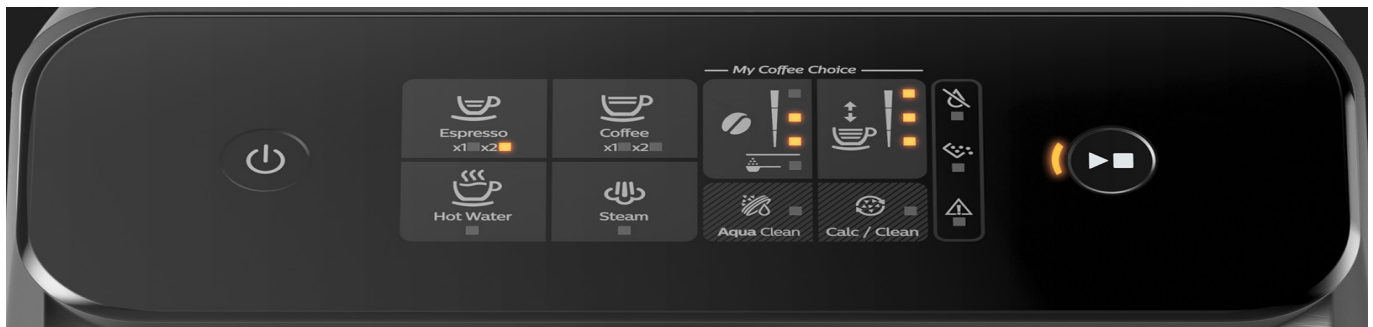 My Coffee Choice
Espresso
x1 x2
Coffee
x1 x2
Hot Water
Steam
Aqua Clean
Calc / Clean